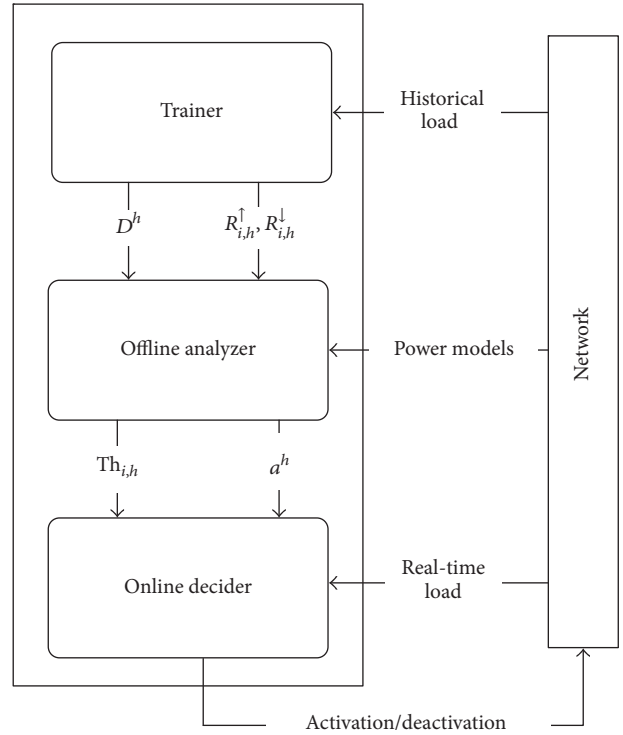 Trainer
Historical
load
D^h
R^↑_{i,h}, R^↓_{i,h}
Offline analyzer
Power models
Network
Th_{i,h}
a^h
Online decider
Real-time
load
Activation/deactivation